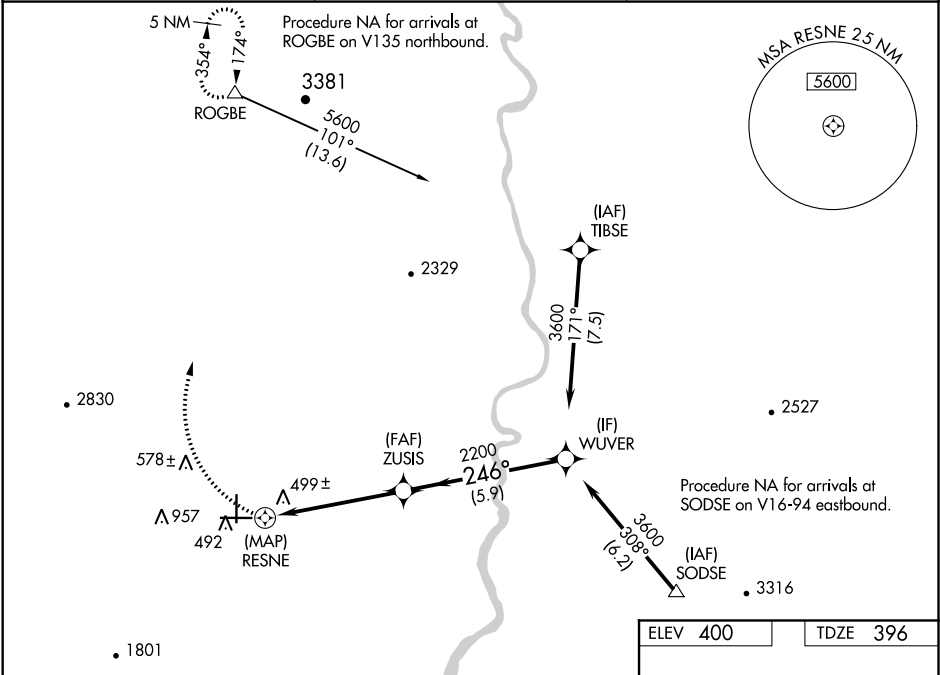 5 NM
354°
174°
ROGBE
Procedure NA for arrivals at
ROGBE on V135 northbound.
3381
5600
101°
(13.6)
MSA RESNE 25 NM
5600
(IAF)
TIBSE
2329
3600
171°
(7.5)
2830
2527
(IF)
WUVER
(FAF)
ZUSIS
2200
246°
(5.9)
578±
499±
957
492
(MAP)
RESNE
Procedure NA for arrivals at
SODSE on V16-94 eastbound.
3600
308°
(6.2)
(IAF)
SODSE
3316
1801
ELEV 400
TDZE 396